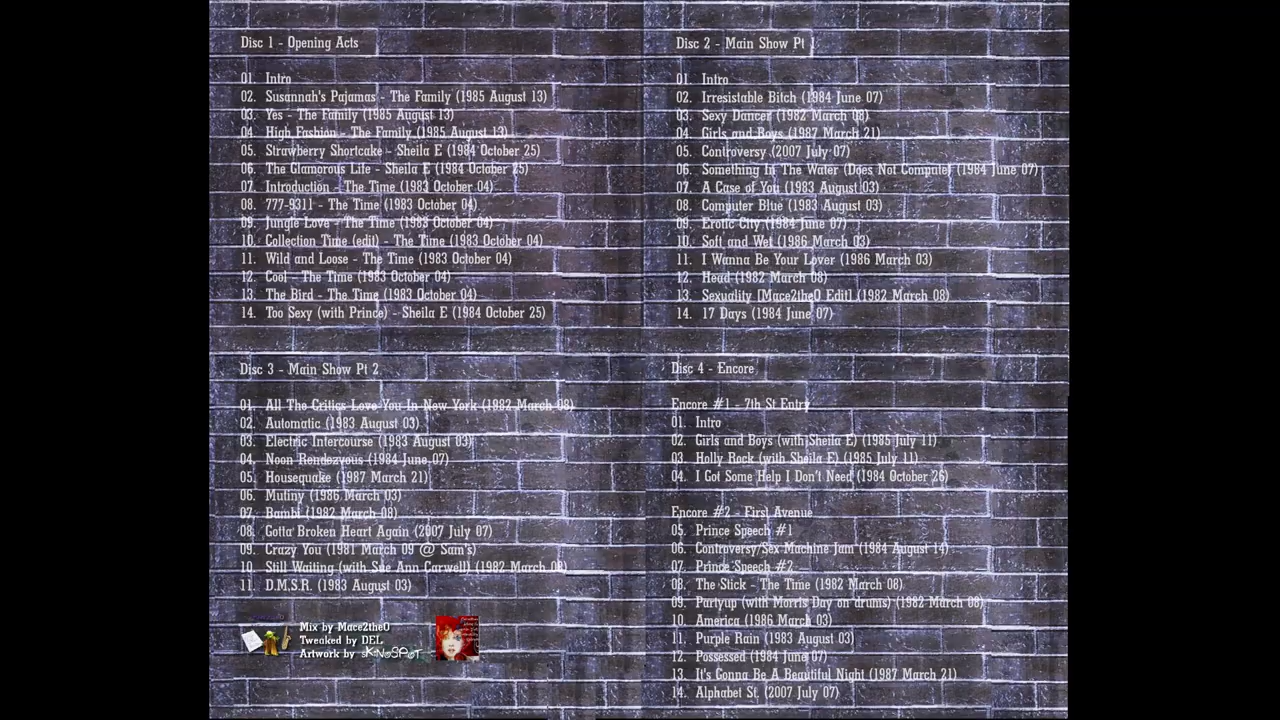 Disc 1 - Opening Acts
01. Intro
02. Susannah's Pajamas - The Family (1985 August 13)
03. Yes - The Family (1985 August 13)
04. High Fashion - The Family (1985 August 13)
05. Strawberry Shortcake - Sheila E (1984 October 25)
06. The Glamorous Life - Sheila E (1984 October 25)
07. Introduction - The Time (1983 October 04)
08. 777-9311 - The Time (1983 October 04)
09. Jungle Love - The Time (1983 October 04)
10. Collection Time (edit) - The Time (1983 October 04)
11. Wild and Loose - The Time (1983 October 04)
12. Cool - The Time (1983 October 04)
13. The Bird - The Time (1983 October 04)
14. Too Sexy (with Prince) - Sheila E (1984 October 25)
Disc 2 - Main Show Pt 1
01. Intro
02. Irresistable Bitch (1984 June 07)
03. Sexy Dancer (1982 March 08)
04. Girls and Boys (1987 March 21)
05. Controversy (2007 July 07)
06. Something In The Water (Does Not Compute) (1984 June 07)
07. A Case of You (1983 August 03)
08. Computer Blue (1983 August 03)
09. Erotic City (1984 June 07)
10. Soft and Wet (1986 March 03)
11. I Wanna Be Your Lover (1986 March 03)
12. Head (1982 March 08)
13. Sexuality [Mace2the0 Edit] (1982 March 08)
14. 17 Days (1984 June 07)
Disc 3 - Main Show Pt 2
01. All The Critics Love You In New York (1982 March 08)
02. Automatic (1983 August 03)
03. Electric Intercourse (1983 August 03)
04. Noon Rendezvous (1984 June 07)
05. Housequake (1987 March 21)
06. Mutiny (1986 March 03)
07. Bambi (1982 March 08)
08. Gotta Broken Heart Again (2007 July 07)
09. Crazy You (1981 March 09 @ Sam's)
10. Still Waiting (with Sue Ann Carwell) (1982 March 08)
11. D.M.S.R. (1983 August 03)
Mix by Mace2the0
Tweaked by DEL
Artwork by sKiNoSPoT
Disc 4 - Encore
Encore #1 - 7th St Entry
01. Intro
02. Girls and Boys (with Sheila E) (1985 July 11)
03. Holly Rock (with Sheila E) (1985 July 11)
04. I Got Some Help I Don't Need (1984 October 26)
Encore #2 - First Avenue
05. Prince Speech #1
06. Controversy/Sex Machine Jam (1984 August 14)
07. Prince Speech #2
08. The Stick - The Time (1982 March 08)
09. Partyup (with Morris Day on drums) (1982 March 08)
10. America (1986 March 03)
11. Purple Rain (1983 August 03)
12. Possessed (1984 June 07)
13. It's Gonna Be A Beautiful Night (1987 March 21)
14. Alphabet St. (2007 July 07)